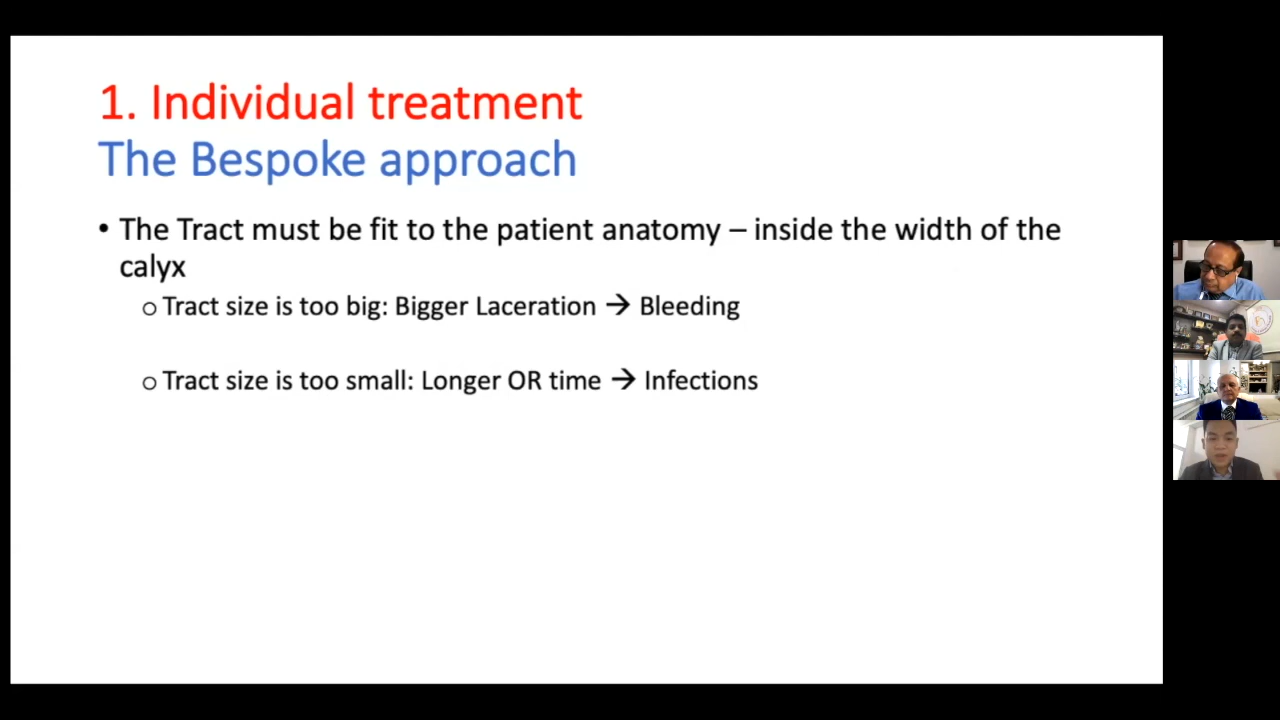 1. Individual treatment
The Bespoke approach
• The Tract must be fit to the patient anatomy – inside the width of the
calyx
o Tract size is too big: Bigger Laceration → Bleeding
o Tract size is too small: Longer OR time → Infections